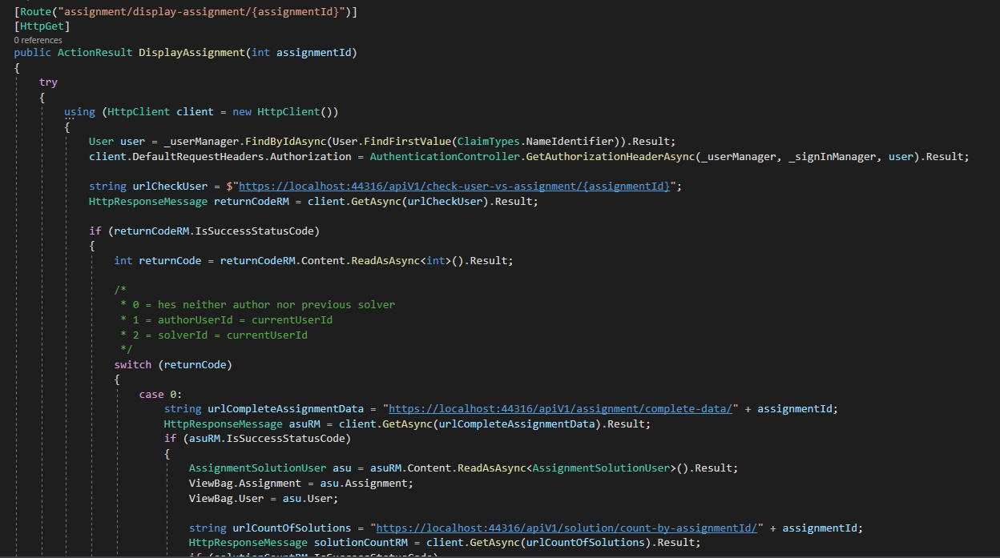 [Route("assignment/display-assignment/{assignmentId}")]
[HttpGet]
0 references
public ActionResult DisplayAssignment(int assignmentId)
{
try
{
using (HttpClient client = new HttpClient())
{
User user = _userManager.FindByIdAsync(User.FindFirstValue(ClaimTypes.NameIdentifier)).Result;
client.DefaultRequestHeaders.Authorization = AuthenticationController.GetAuthorizationHeaderAsync(_userManager, _signInManager, user).Result;
string urlCheckUser = $"https://localhost:44316/apiV1/check-user-vs-assignment/{assignmentId}";
HttpResponseMessage returnCodeRM = client.GetAsync(urlCheckUser).Result;
if (returnCodeRM.IsSuccessStatusCode)
{
int returnCode = returnCodeRM.Content.ReadAsAsync<int>().Result;
/*
* 0 = hes neither author nor previous solver
* 1 = authorUserId = currentUserId
* 2 = solverId = currentUserId
*/
switch (returnCode)
{
case 0:
string urlCompleteAssignmentData = "https://localhost:44316/apiV1/assignment/complete-data/" + assignmentId;
HttpResponseMessage asuRM = client.GetAsync(urlCompleteAssignmentData).Result;
if (asuRM.IsSuccessStatusCode)
{
AssignmentSolutionUser asu = asuRM.Content.ReadAsAsync<AssignmentSolutionUser>().Result;
ViewBag.Assignment = asu.Assignment;
ViewBag.User = asu.User;
string urlCountOfSolutions = "https://localhost:44316/apiV1/solution/count-by-assignmentId/" + assignmentId;
HttpResponseMessage solutionCountRM = client.GetAsync(urlCountOfSolutions).Result;
if (solutionCountRM.IsSuccessStatusCode)